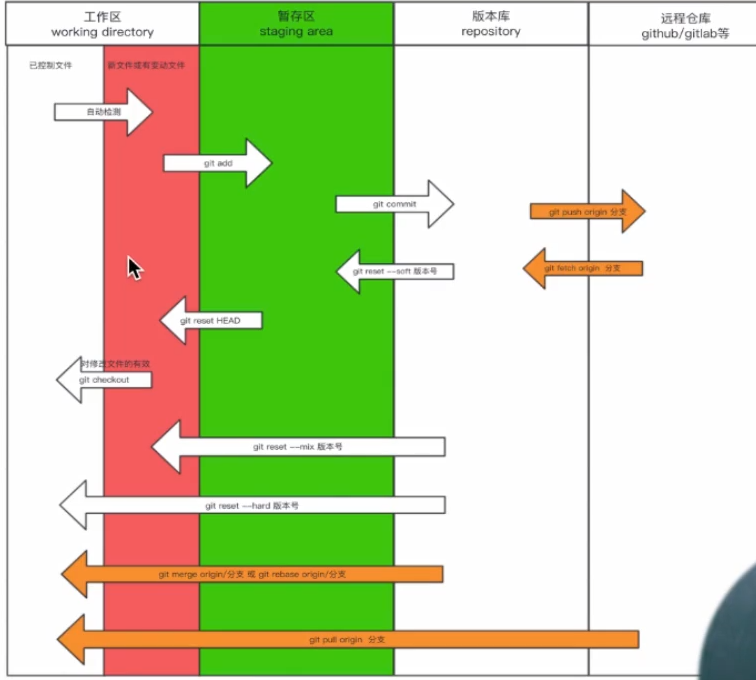 工作区
working directory
暂存区
staging area
版本库
repository
远程仓库
github/gitlab等
已控制文件
新文件或有变动文件
自动检测
git add
git commit
git push origin 分支
git reset --soft 版本号
git fetch origin 分支
git reset HEAD
对修改文件的有效
git checkout
git reset --mix 版本号
git reset --hard 版本号
git merge origin/分支 或 git rebase origin/分支
git pull origin 分支